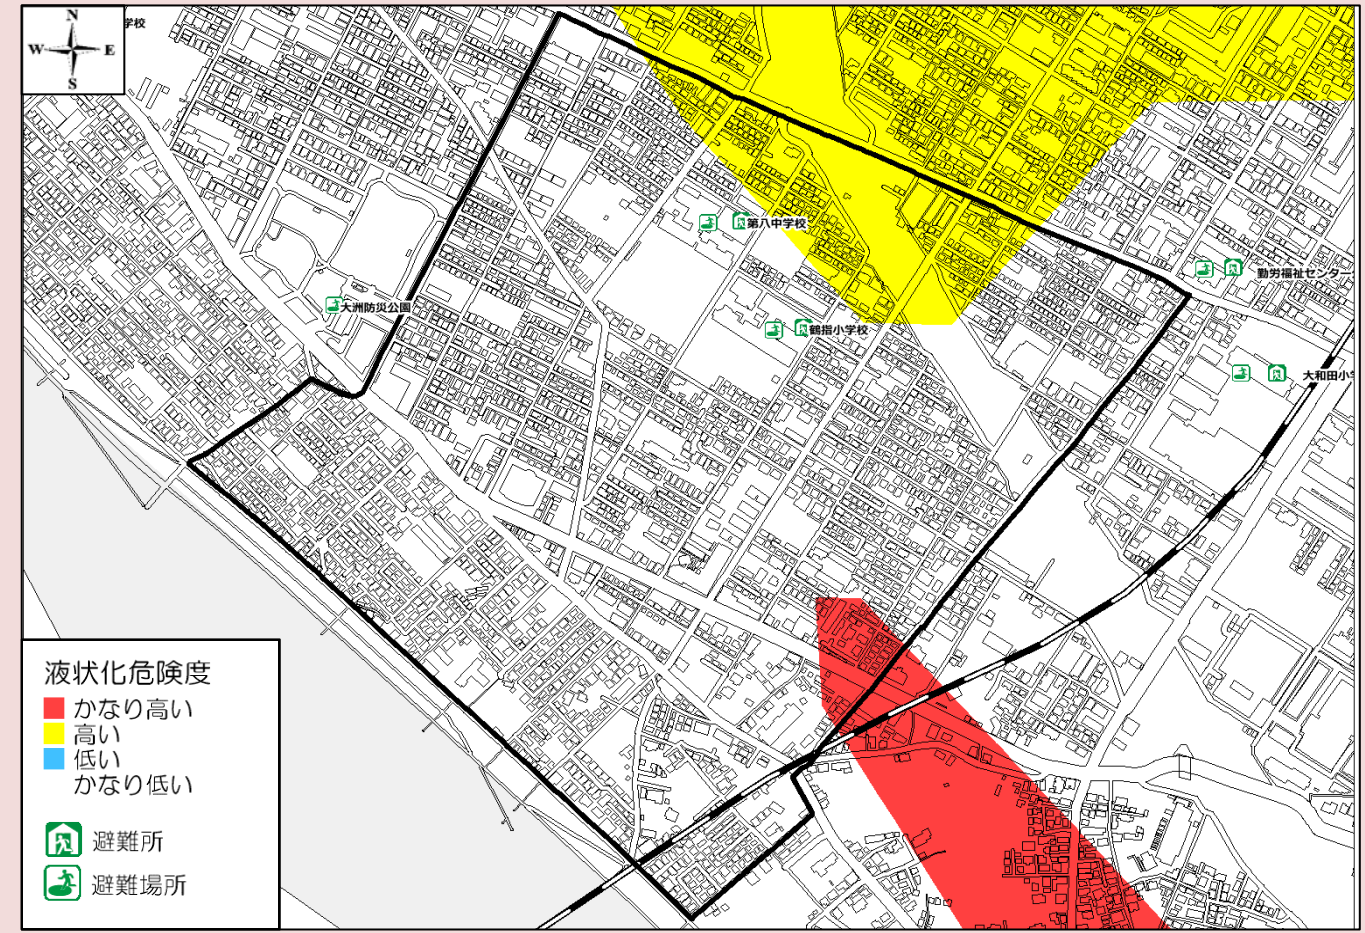 N
W E
S
学校
第八中学校
勤労福祉センター
大洲防災公園
鶴指小学校
大和田小学
液状化危険度
かなり高い
高い
低い
かなり低い
避難所
避難場所